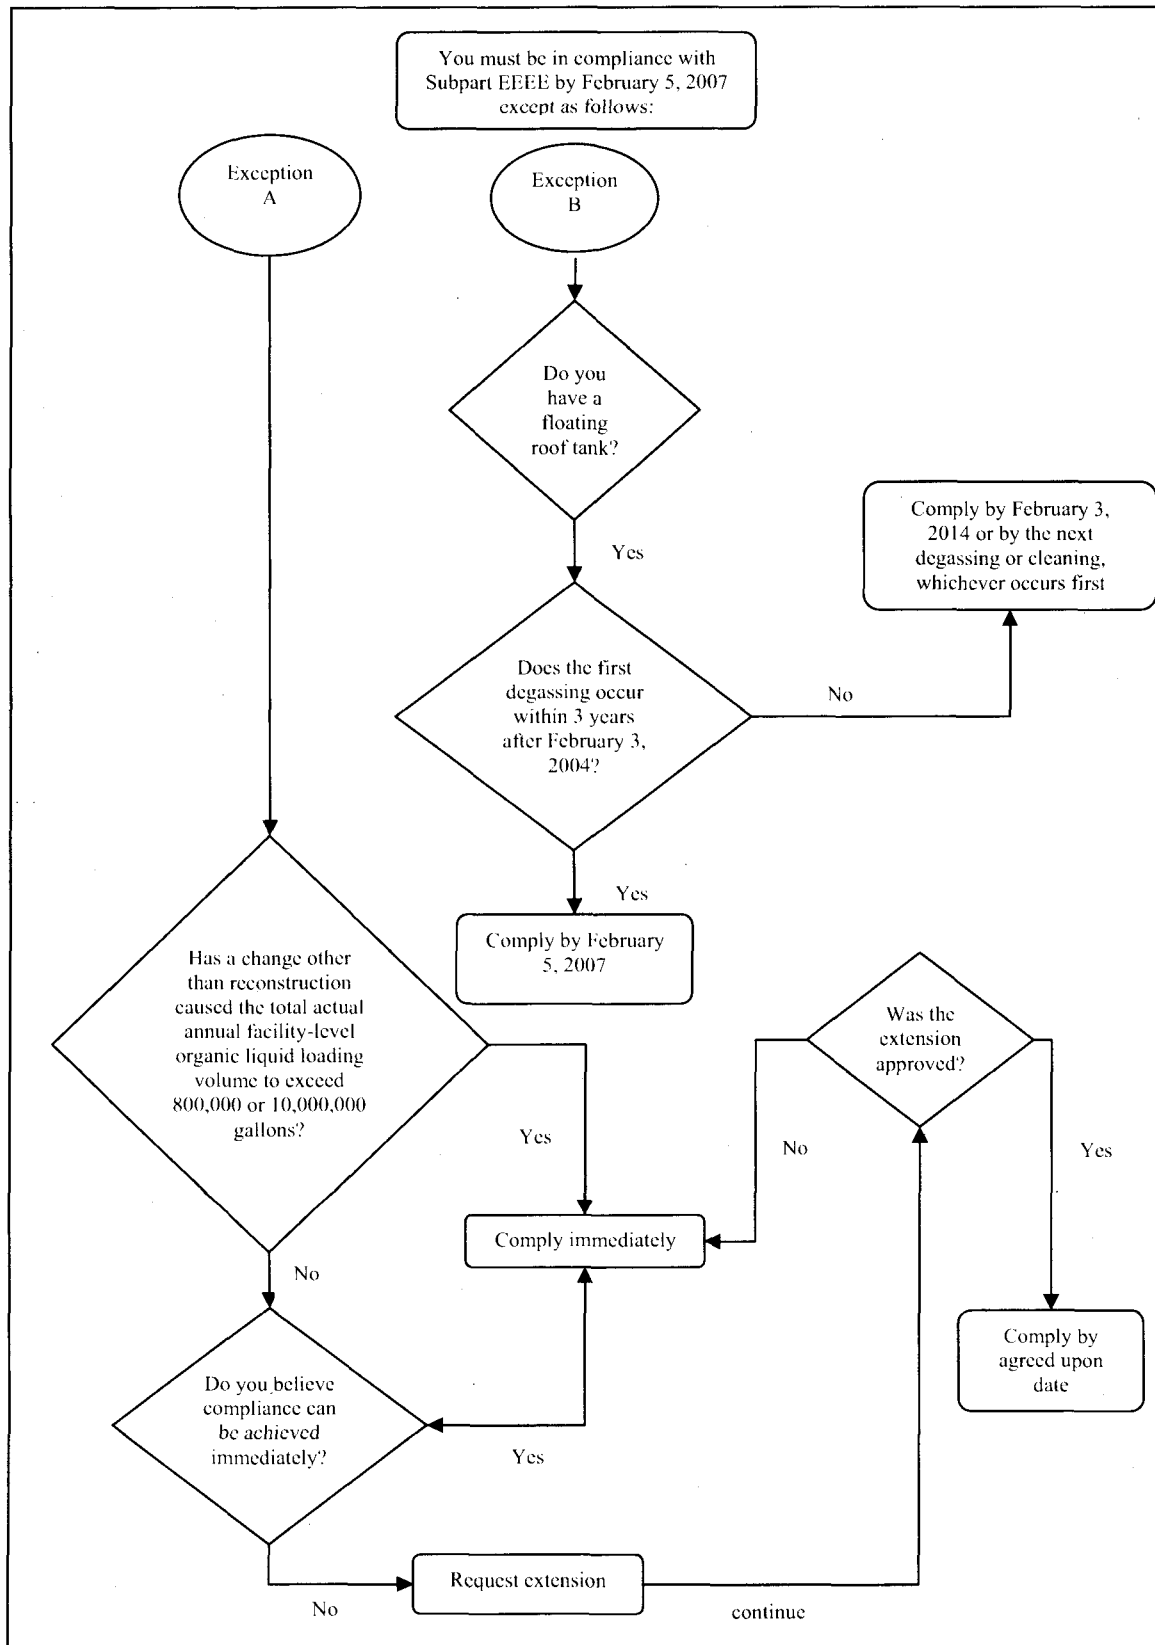 You must be in compliance with
Subpart EEEE by February 5, 2007
except as follows:
Exception
A
Exception
B
Do you
have a
floating
roof tank?
Yes
Comply by February 3,
2014 or by the next
degassing or cleaning,
whichever occurs first
Does the first
degassing occur
within 3 years
after February 3,
2004?
No
Yes
Comply by February
5, 2007
Has a change other
than reconstruction
caused the total actual
annual facility-level
organic liquid loading
volume to exceed
800,000 or 10,000,000
gallons?
Yes
Was the
extension
approved?
No
Yes
Comply immediately
No
Comply by
agreed upon
date
Do you believe
compliance can
be achieved
immediately?
Yes
No
Request extension
continue